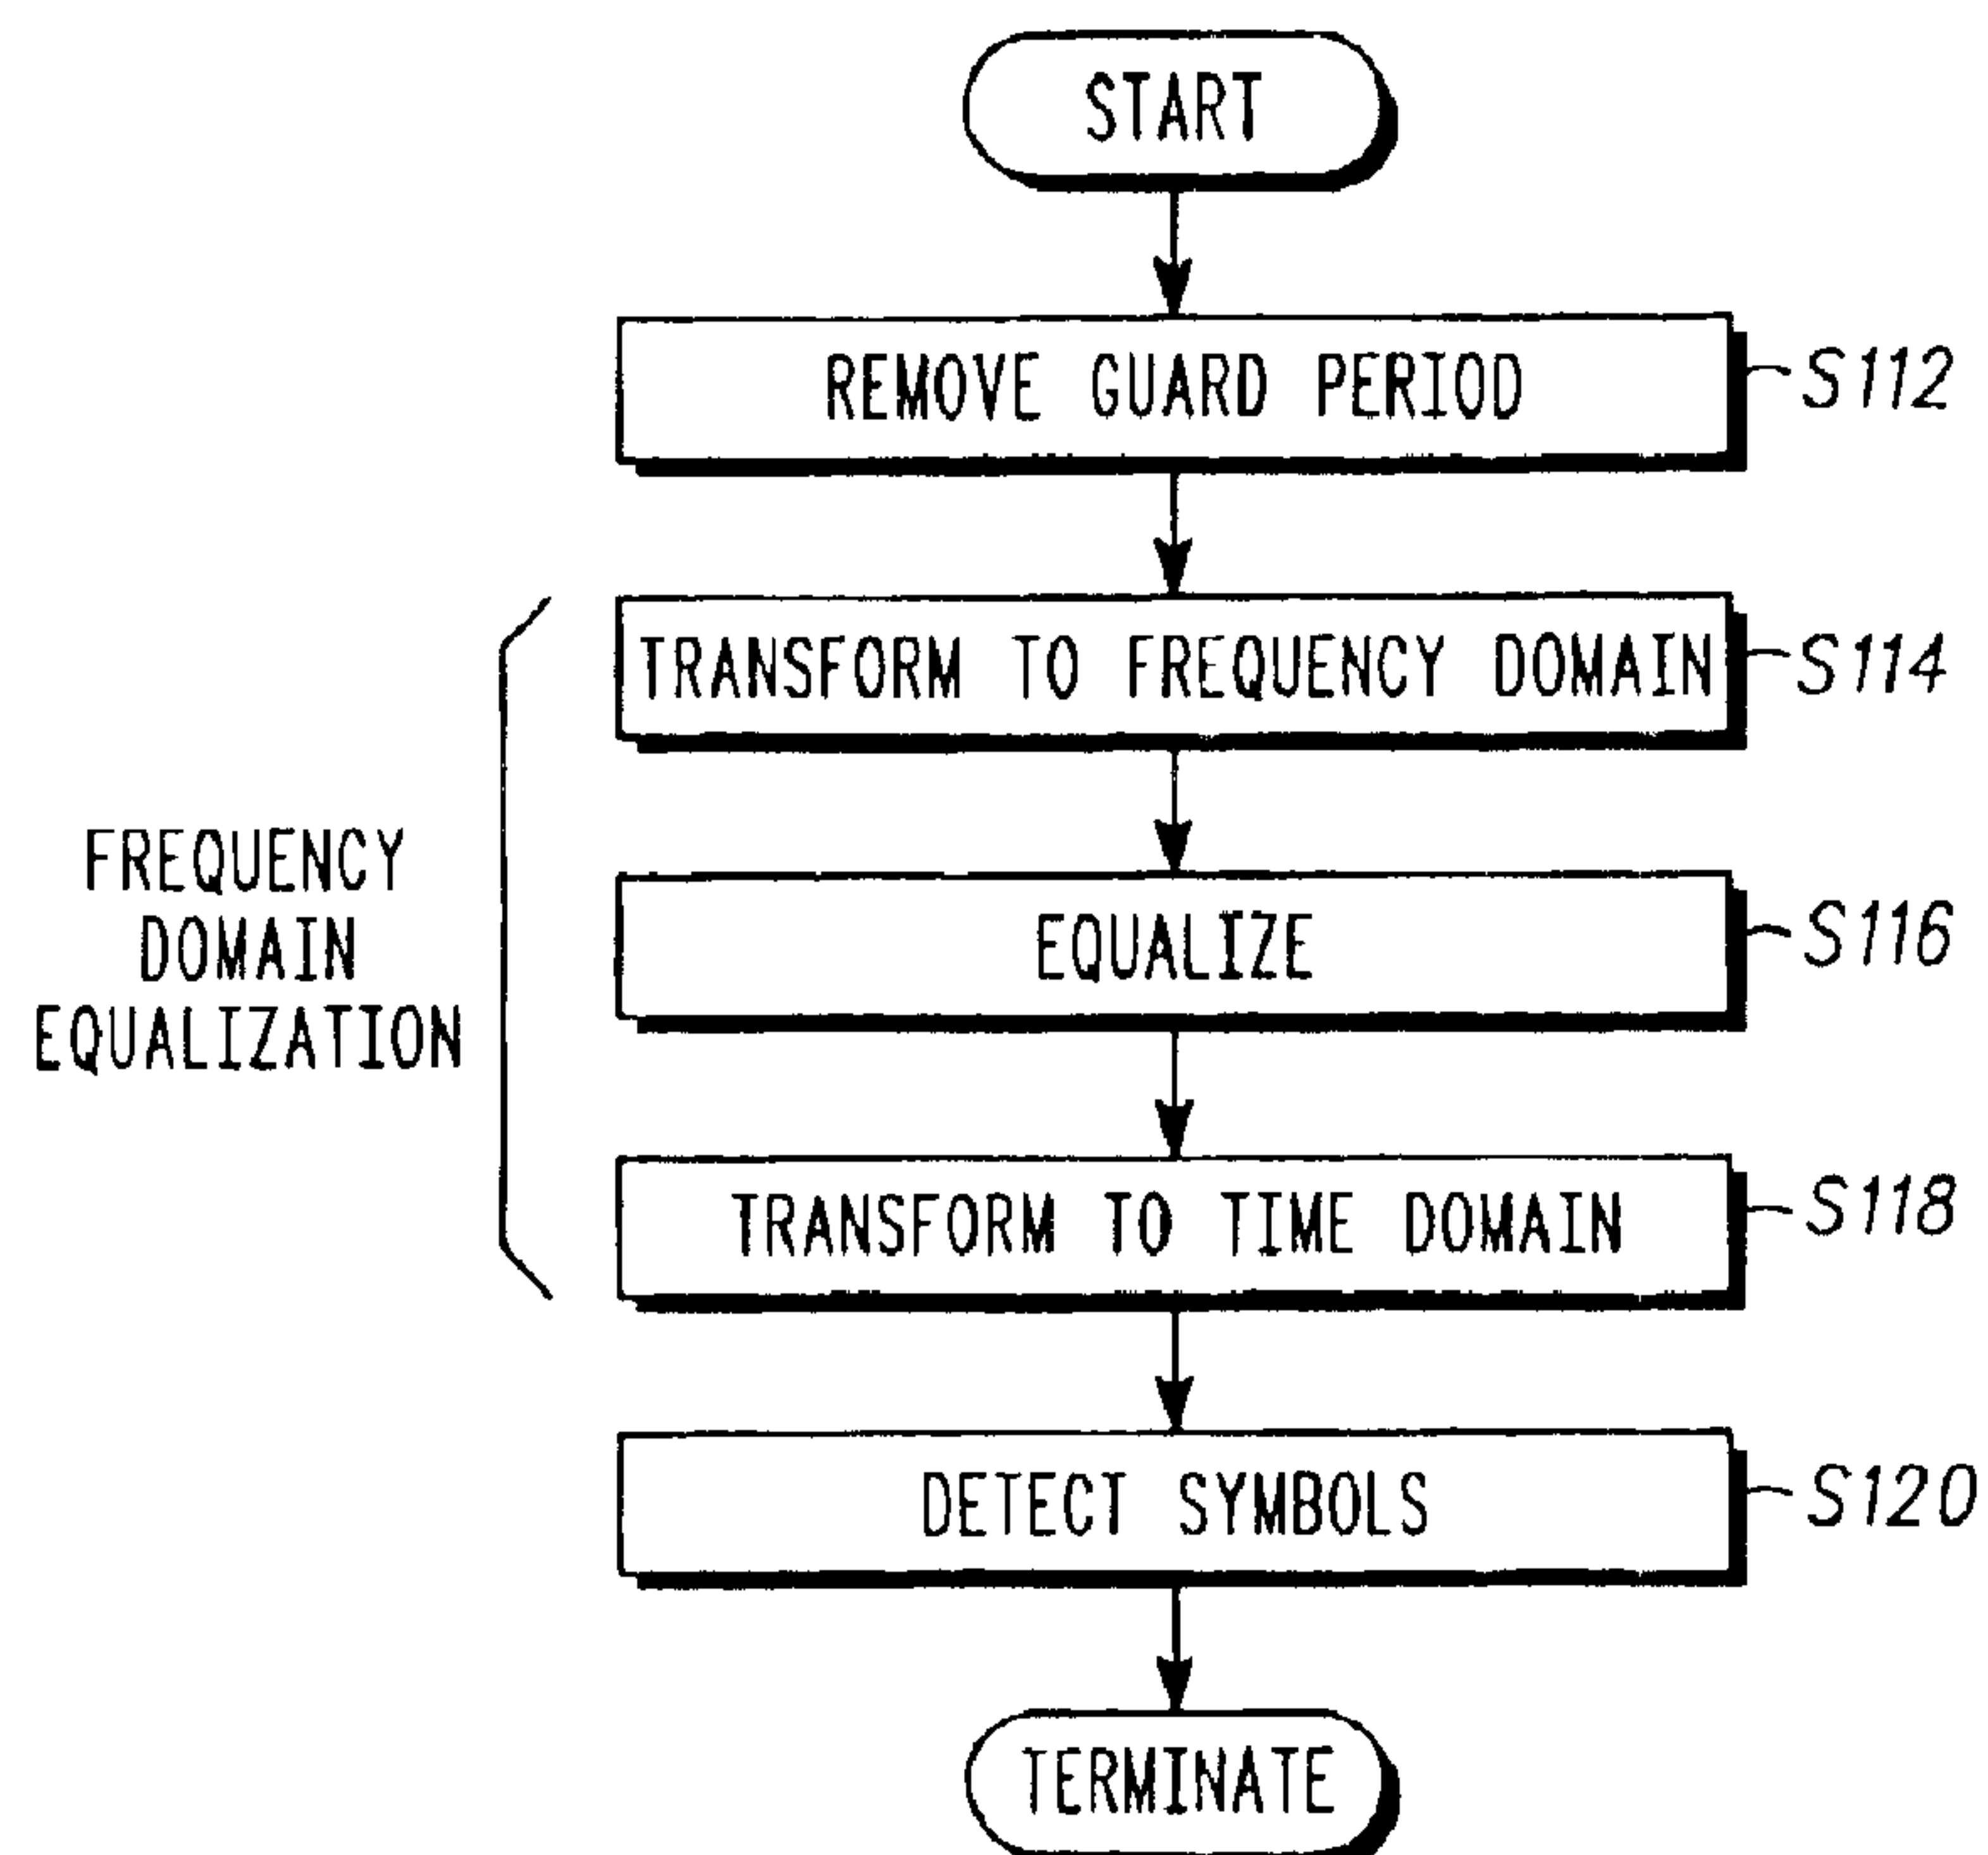 START
REMOVE GUARD PERIOD
S112
TRANSFORM TO FREQUENCY DOMAIN
S114
FREQUENCY
DOMAIN
EQUALIZATION
EQUALIZE
S116
TRANSFORM TO TIME DOMAIN
S118
DETECT SYMBOLS
S120
TERMINATE